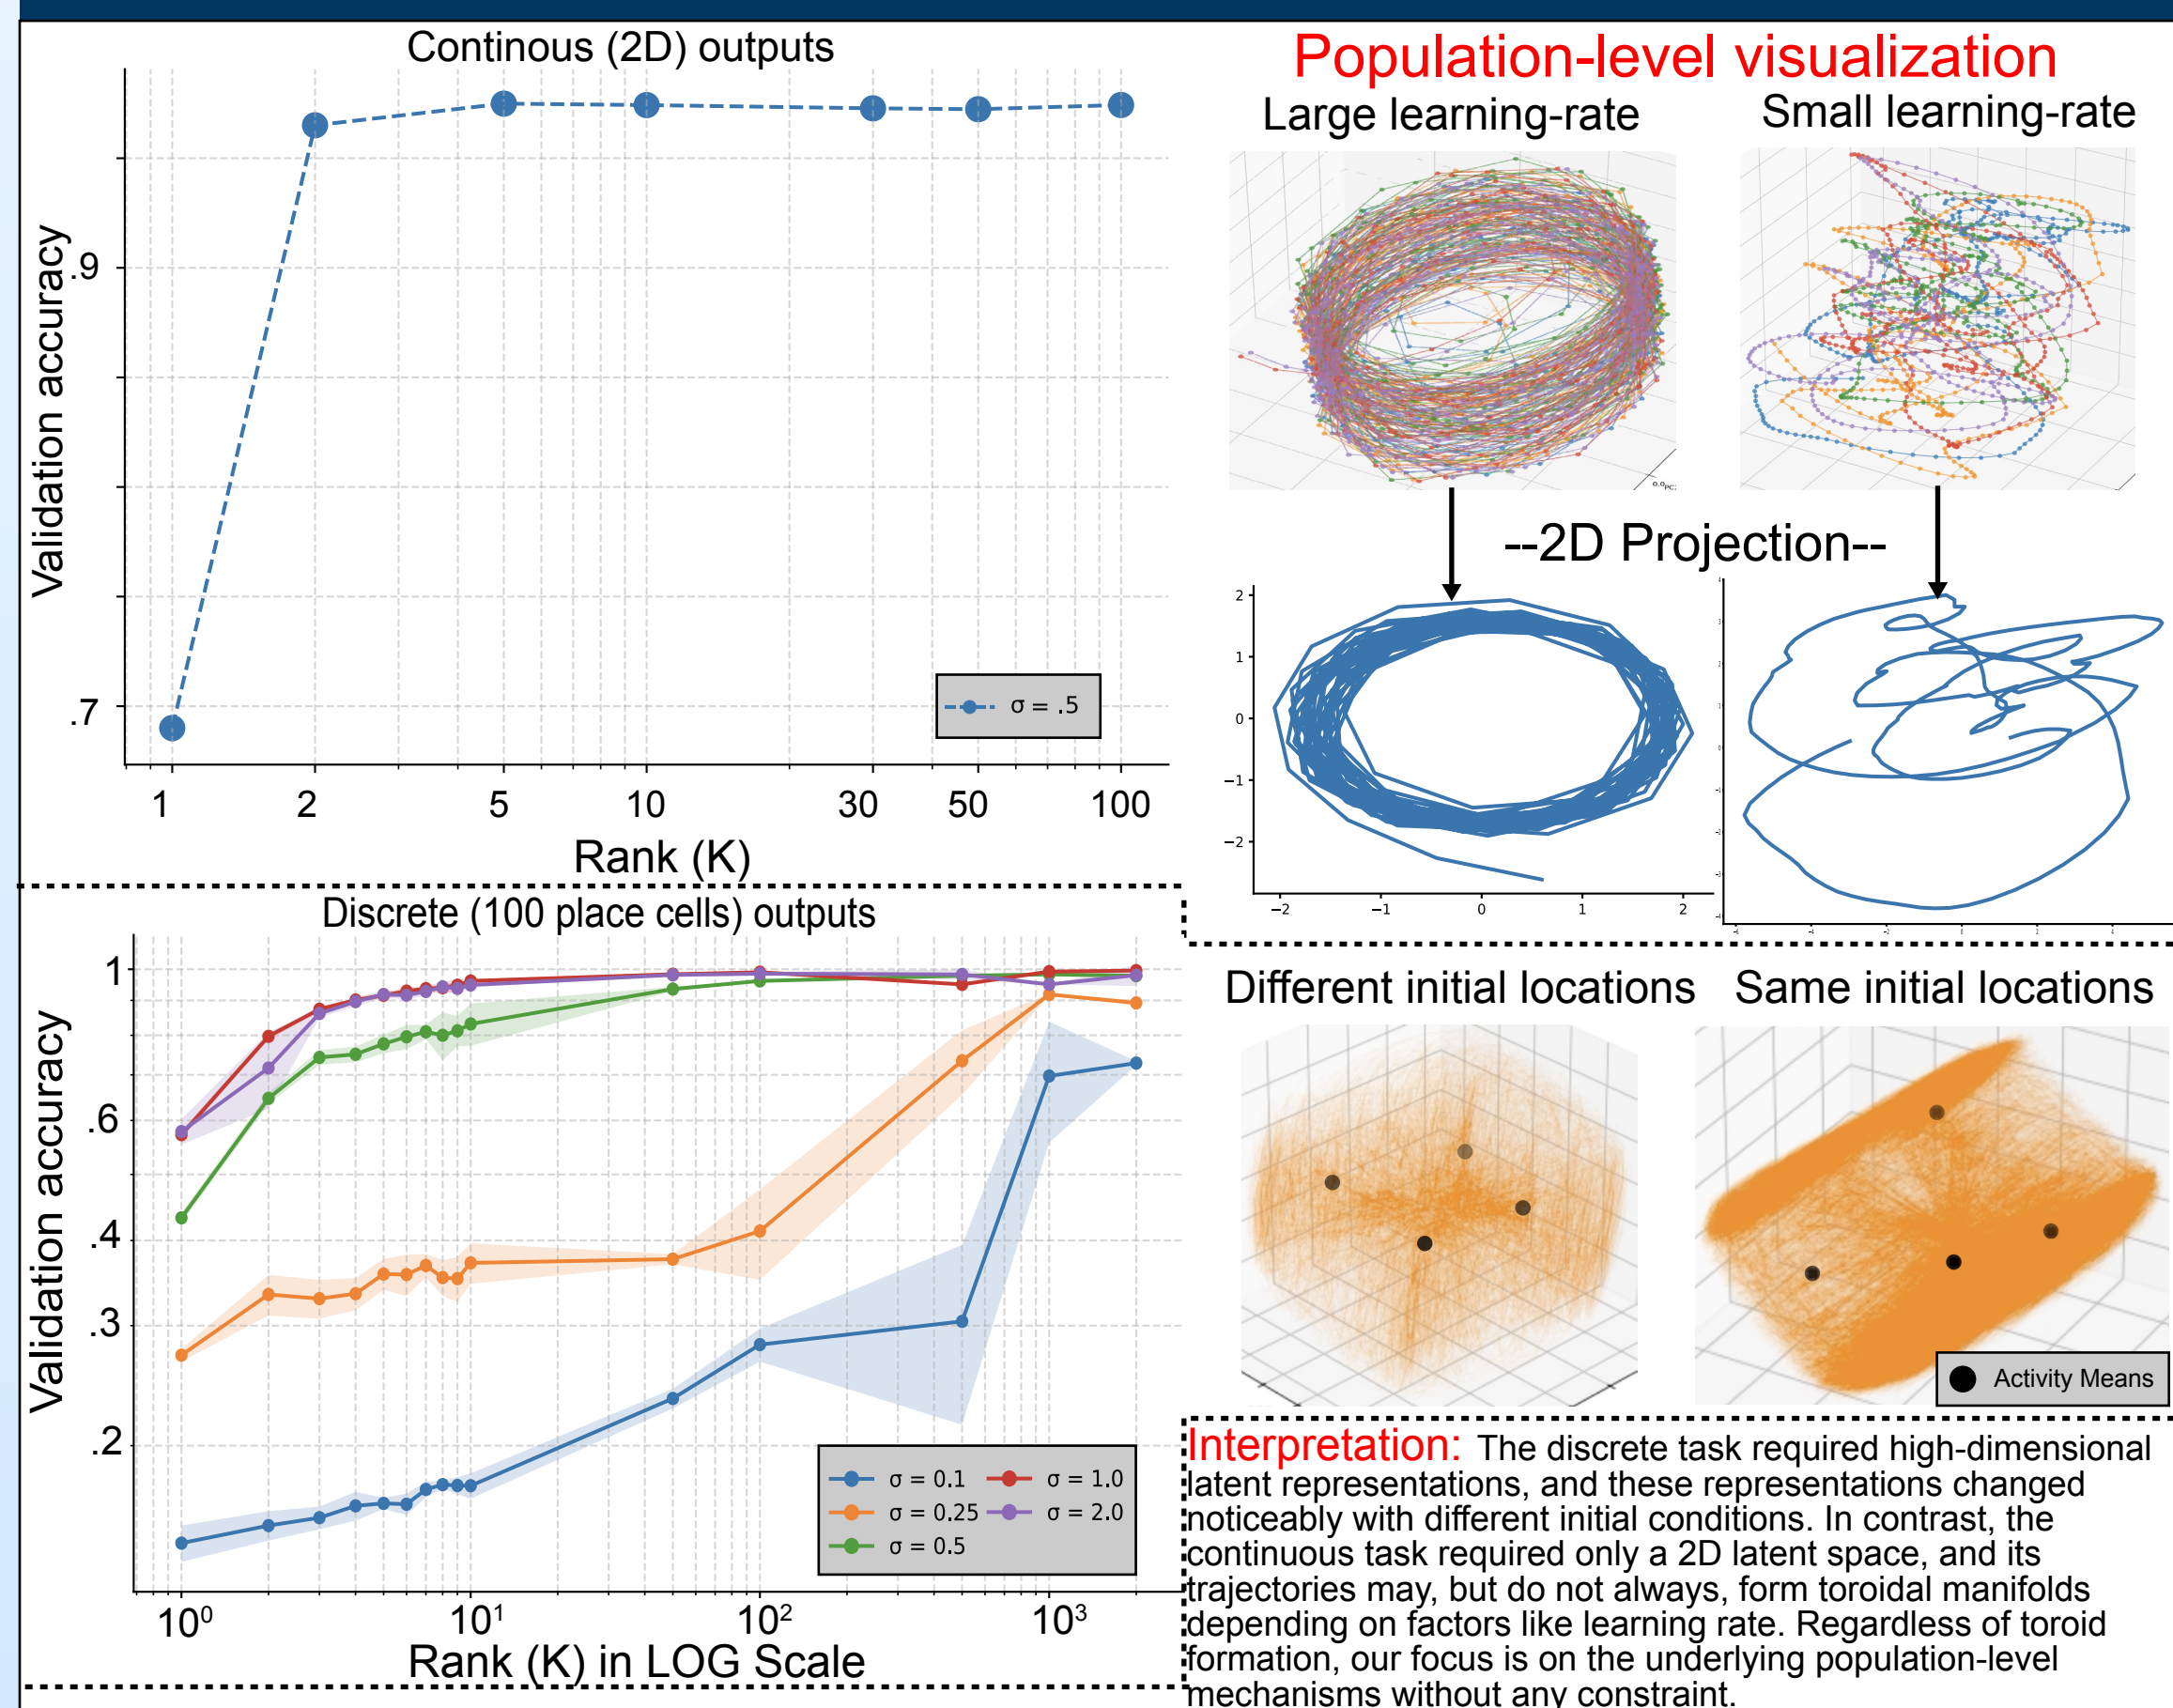 Continous (2D) outputs
Validation accuracy
.9
.7
σ = .5
1 2 5 10 30 50 100
Rank (K)
Population-level visualization
Large learning-rate
Small learning-rate
--2D Projection--
2
1
0
−1
−2
−2 −1 0 1 2
Discrete (100 place cells) outputs
Validation accuracy
1
.6
.4
.3
.2
σ = 0.1
σ = 0.25
σ = 0.5
σ = 1.0
σ = 2.0
10⁰ 10¹ 10² 10³
Rank (K) in LOG Scale
Different initial locations
Same initial locations
Activity Means
Interpretation: The discrete task required high-dimensional
latent representations, and these representations changed
noticeably with different initial conditions. In contrast, the
continuous task required only a 2D latent space, and its
trajectories may, but do not always, form toroidal manifolds
depending on factors like learning rate. Regardless of toroid
formation, our focus is on the underlying population-level
mechanisms without any constraint.